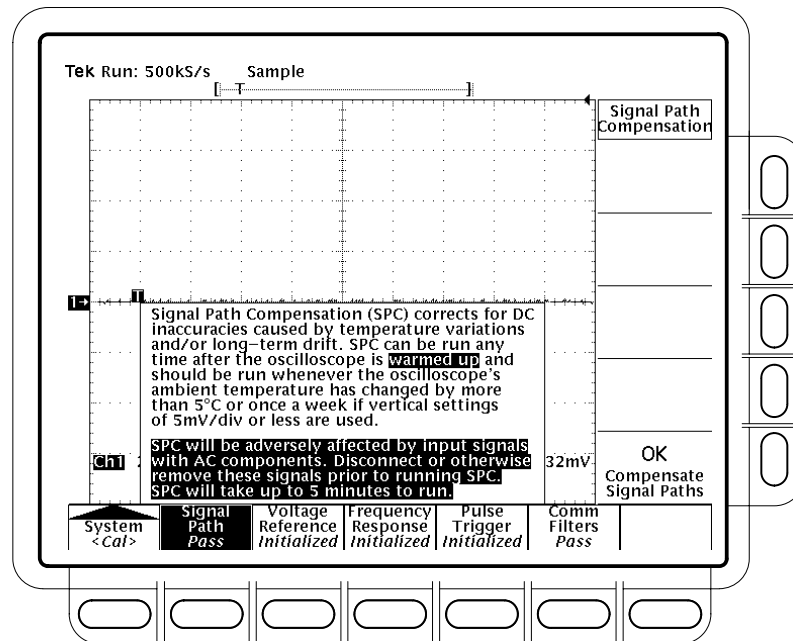 Tek Run: 500kS/s Sample
[ T ]
Signal Path
Compensation
T
1→
Signal Path Compensation (SPC) corrects for DC
inaccuracies caused by temperature variations
and/or long–term drift. SPC can be run any
time after the oscilloscope is warmed up and
should be run whenever the oscilloscope's
ambient temperature has changed by more
than 5°C or once a week if vertical settings
of 5mV/div or less are used.
SPC will be adversely affected by input signals
with AC components. Disconnect or otherwise
remove these signals prior to running SPC.
SPC will take up to 5 minutes to run.
Ch1
32mV
OK
Compensate
Signal Paths
System
<Cal>
Signal
Path
Pass
Voltage
Reference
Initialized
Frequency
Response
Initialized
Pulse
Trigger
Initialized
Comm
Filters
Pass